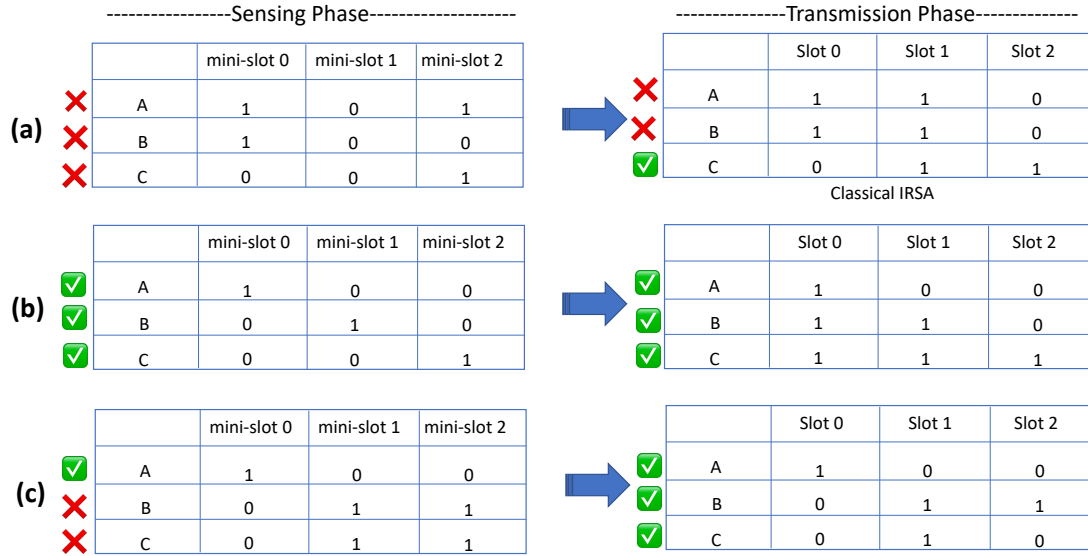 -----------------Sensing Phase-------------------- ---------------Transmission Phase-------------
mini-slot 0 mini-slot 1 mini-slot 2 Slot 0 Slot 1 Slot 2
A 1 0 1 A 1 1 0
(a) B 1 0 0 B 1 1 0
C 0 0 1 C 0 1 1
Classical IRSA
mini-slot 0 mini-slot 1 mini-slot 2 Slot 0 Slot 1 Slot 2
A 1 0 0 A 1 0 0
(b) B 0 1 0 B 1 1 0
C 0 0 1 C 1 1 1
mini-slot 0 mini-slot 1 mini-slot 2 Slot 0 Slot 1 Slot 2
A 1 0 0 A 1 0 0
(c) B 0 1 1 B 0 1 1
C 0 1 1 C 0 1 0